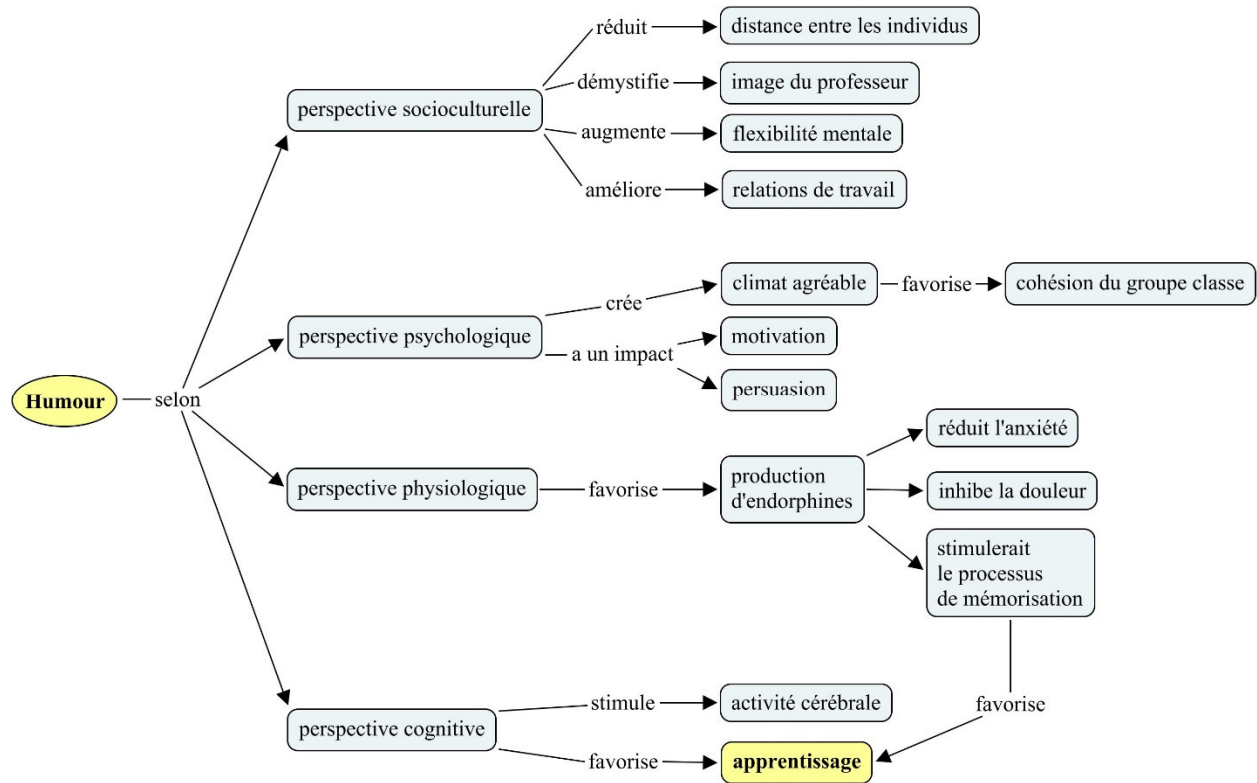 réduit
distance entre les individus
démystifie
image du professeur
perspective socioculturelle
augmente
flexibilité mentale
améliore
relations de travail
climat agréable
favorise
cohésion du groupe classe
crée
perspective psychologique
motivation
a un impact
persuasion
Humour
selon
réduit l'anxiété
perspective physiologique
favorise
production
d'endorphines
inhibe la douleur
stimulerait
le processus
de mémorisation
stimule
activité cérébrale
favorise
perspective cognitive
favorise
apprentissage